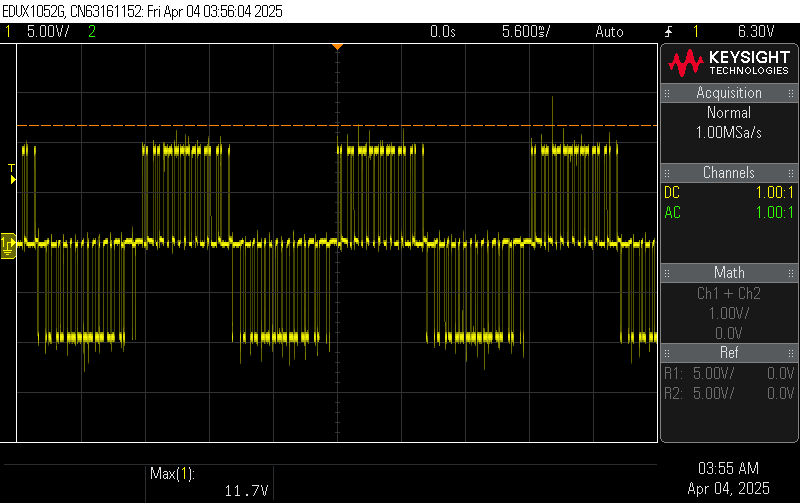 EDUX1052G, CN63161152: Fri Apr 04 03:56:04 2025
1 5.00V/ 2 0.0s 5.600ms/ Auto 1 6.30V
KEYSIGHT
TECHNOLOGIES
Acquisition
Normal
1.00MSa/s
Channels
T
DC 1.00:1
AC 1.00:1
1
Math
Ch1 + Ch2
1.00V/
0.0V
Ref
R1: 5.00V/ 0.0V
R2: 5.00V/ 0.0V
Max(1):
11.7V
03:55 AM
Apr 04, 2025